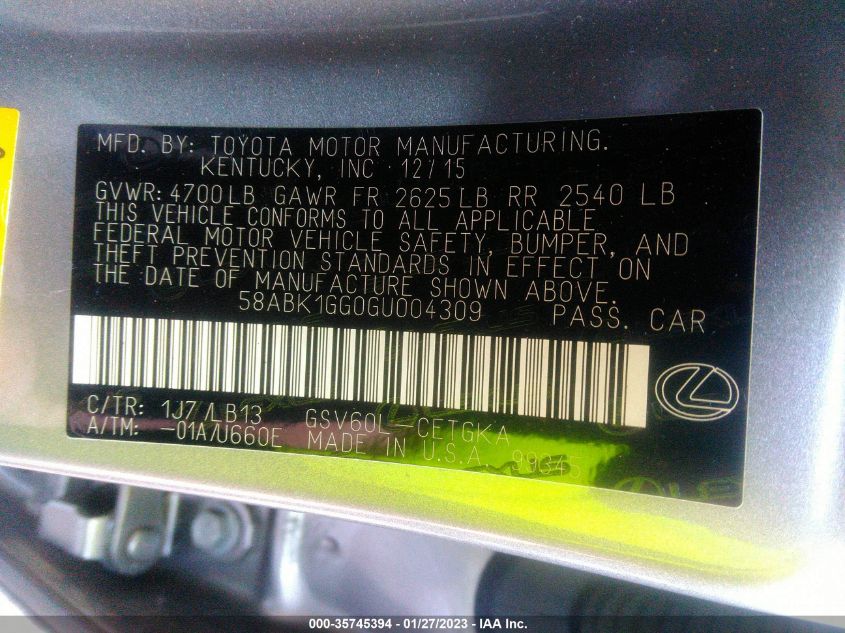 MFD. BY: TOYOTA MOTOR MANUFACTURING.
KENTUCKY, INC 12/15
GVWR: 4700 LB GAWR FR 2625 LB RR 2540 LB
THIS VEHICLE CONFORMS TO ALL APPLICABLE
FEDERAL MOTOR VEHICLE SAFETY, BUMPER, AND
THEFT PREVENTION STANDARDS IN EFFECT ON
THE DATE OF MANUFACTURE SHOWN ABOVE.
58ABK1GG0GU004309 PASS. CAR
C/TR: 1J7/LB13 GSV60L-CETGKA
A/TM: -01A/U660E MADE IN U.S.A. 99345
000-35745394 - 01/27/2023 - IAA Inc.